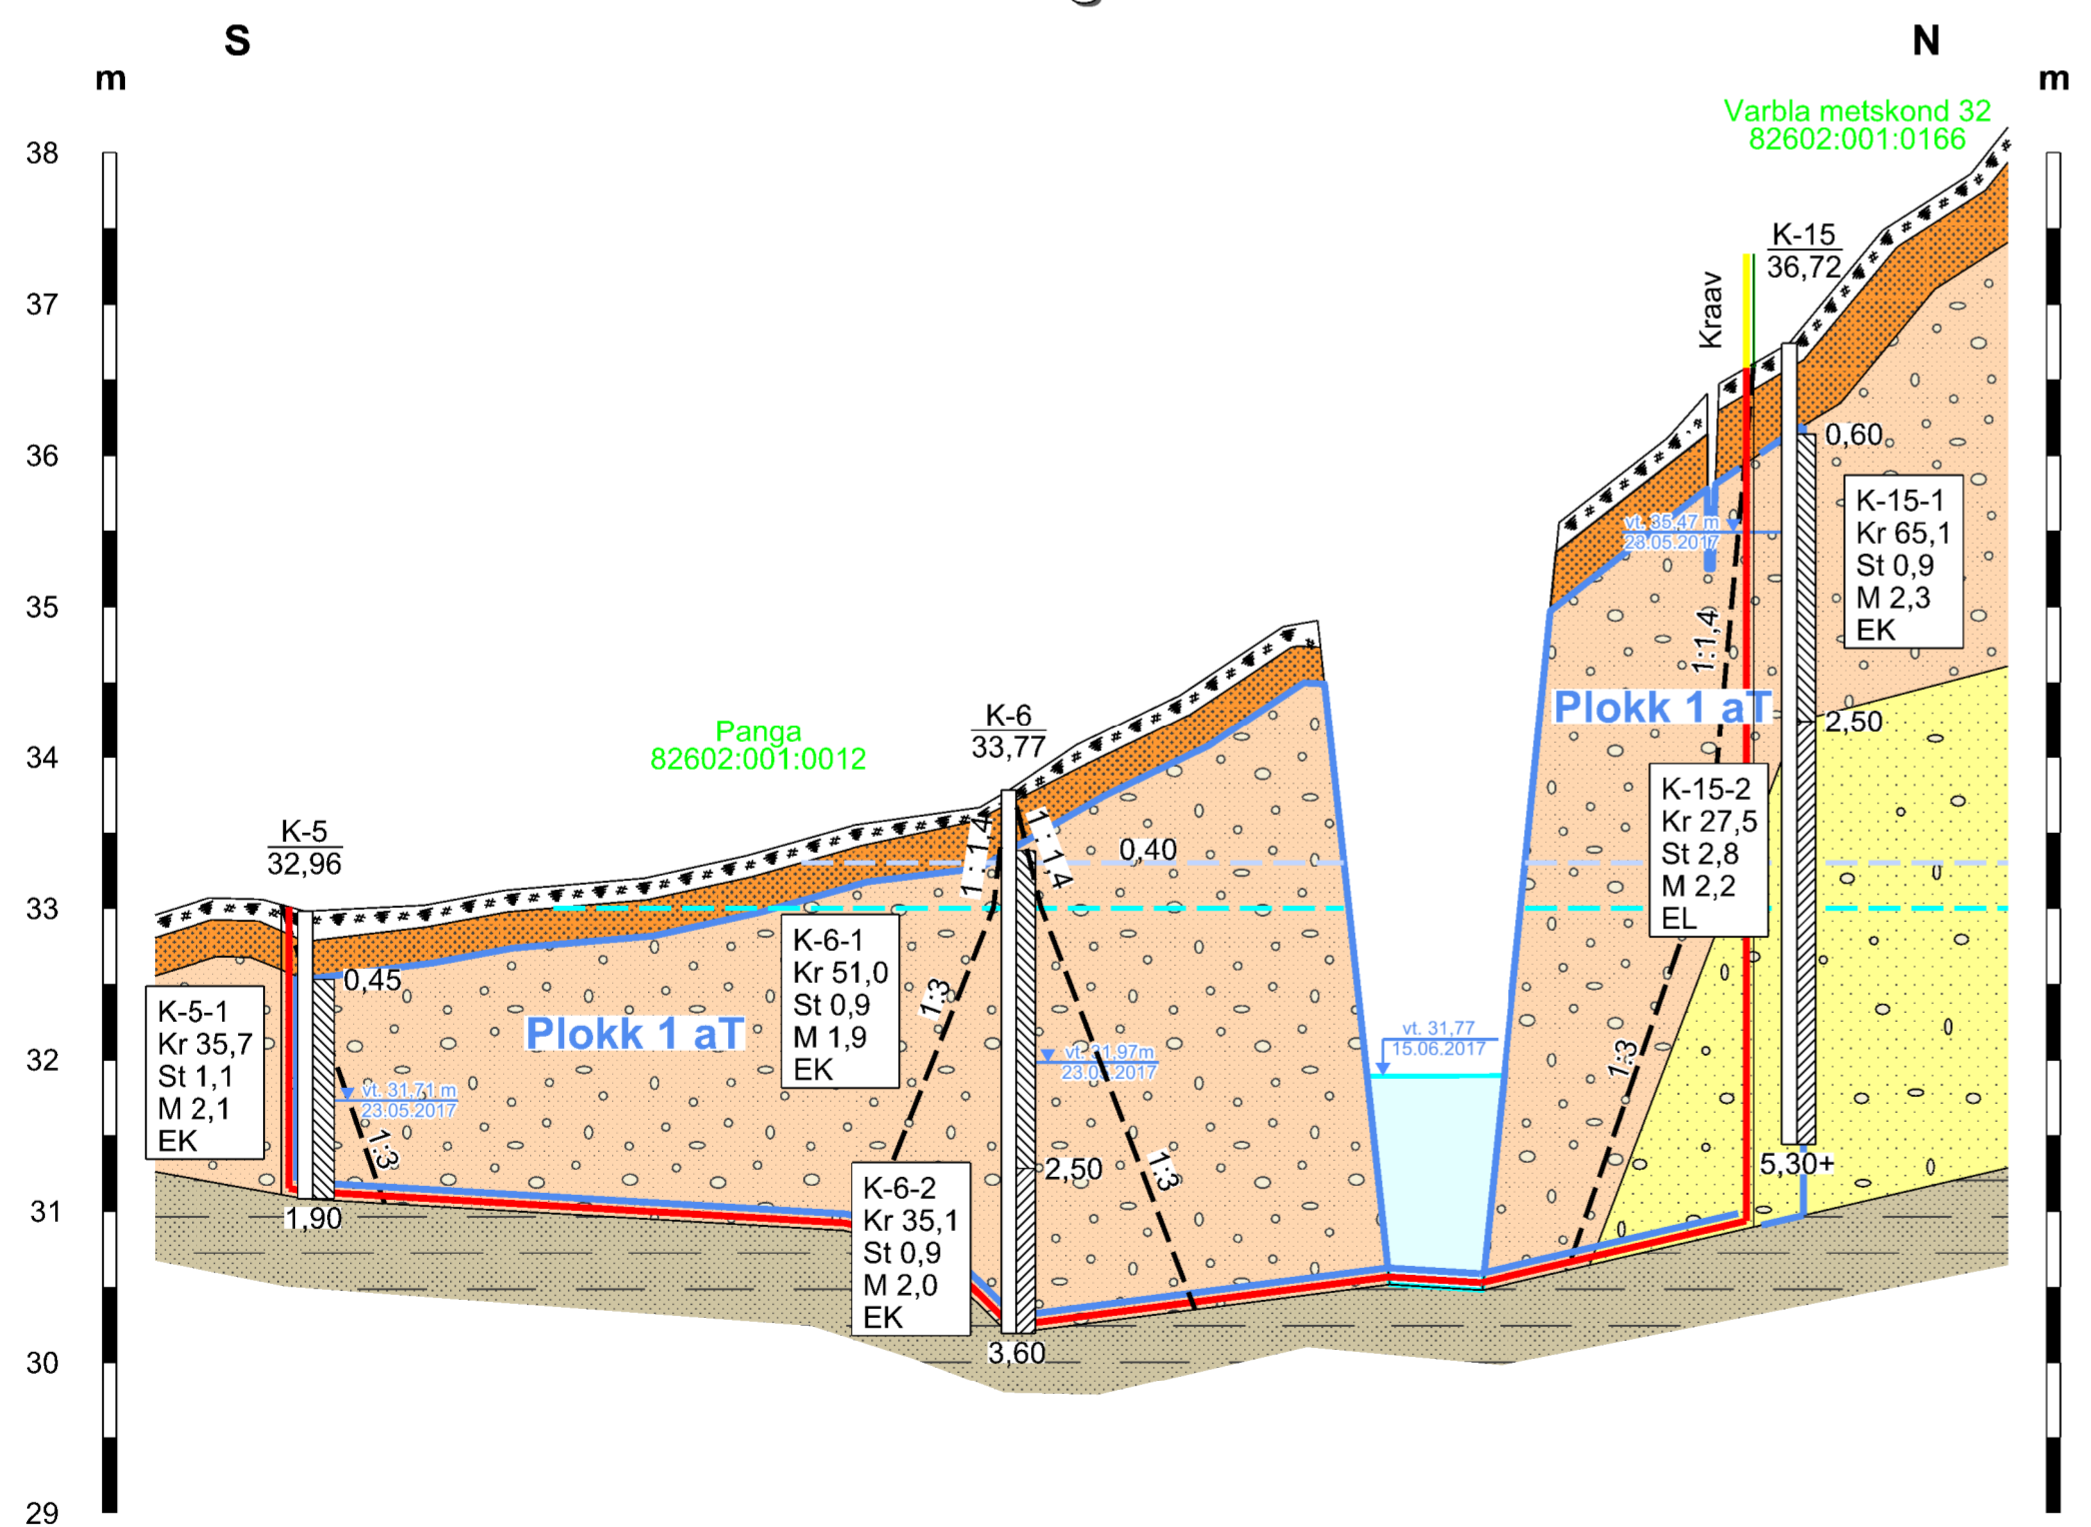 S
N
m
m
Varbla metskond 32
82602:001:0166
38
37
36
35
34
33
32
31
30
29
K-15
36,72
Kraav
0,60
K-15-1
Kr 65,1
St 0,9
M 2,3
EK
vt. 35,47 m
28.05.2017
1:1,4
Plokk 1 aT
2,50
K-15-2
Kr 27,5
St 2,8
M 2,2
EL
1:3
5,30+
Panga
82602:001:0012
K-6
33,77
1:1,4
1:1,4
0,40
K-5
32,96
0,45
K-6-1
Kr 51,0
St 0,9
M 1,9
EK
1:3
K-5-1
Kr 35,7
St 1,1
M 2,1
EK
Plokk 1 aT
vt. 31,71 m
23.05.2017
1:3
vt. 31,97m
23.05.2017
vt. 31,77
15.06.2017
2,50
1:3
K-6-2
Kr 35,1
St 0,9
M 2,0
EK
1,90
3,60